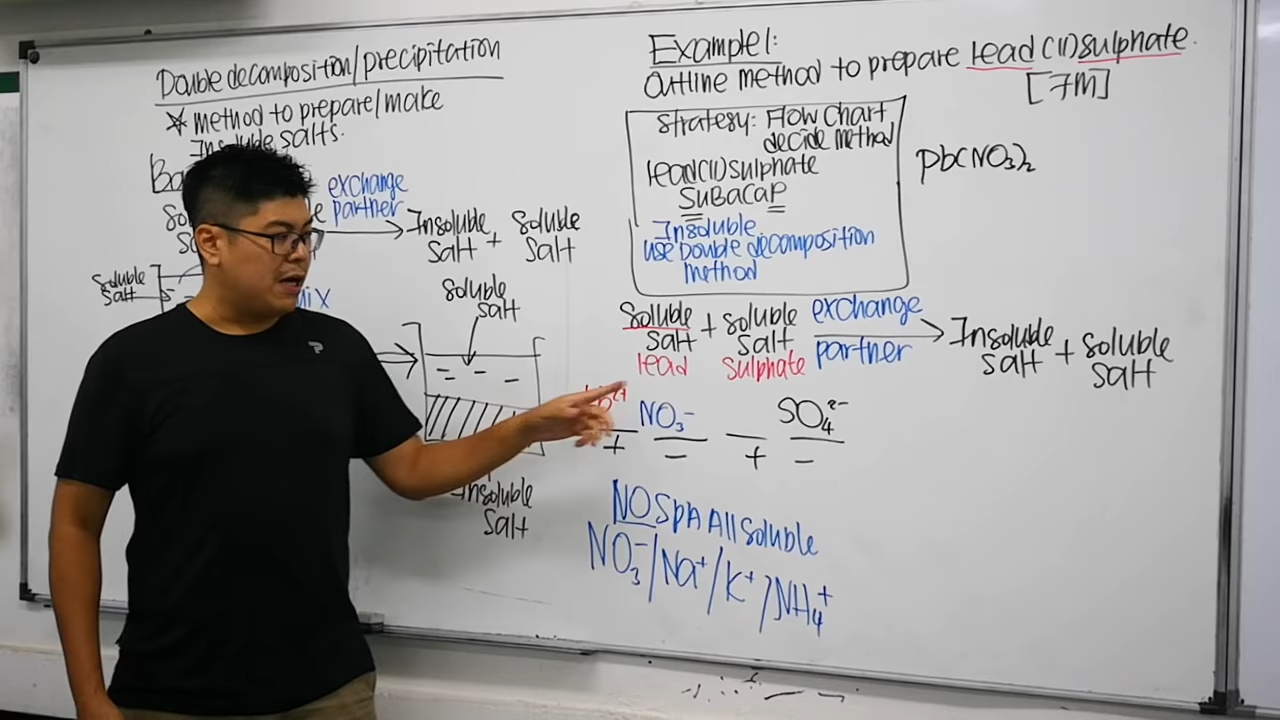 Double decomposition/precipitation
* method to prepare/make
Insoluble salts.
exchange
partner
Insoluble
salt
+
Soluble
salt
Soluble
salt
Soluble
salt
Insoluble
salt
Example 1:
Outline method to prepare lead(II)sulphate.
[7M]
Strategy: Flow Chart
decide method
lead(II)sulphate
SUBaCaP
Insoluble
use Double decomposition
method
Pb(NO₃)₂
Soluble
salt
+
soluble
salt
exchange
partner
Insoluble
salt
+
soluble
salt
lead
sulphate
NO₃⁻
SO₄²⁻
+ − + −
NOSPA All Soluble
NO₃⁻/Na⁺/K⁺/NH₄⁺